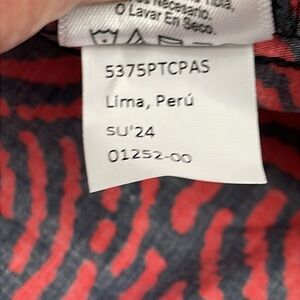 Necesario.
O Lavar En Seco.
5375PTCPAS
Lima, Perú
SU'24
01252-00